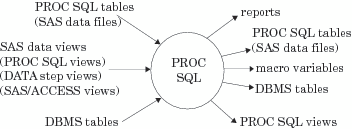 PROC SQL tables
(SAS data files)
SAS data views
(PROC SQL views)
(DATA step views)
(SAS/ACCESS views)
DBMS tables
PROC
SQL
reports
PROC SQL tables
(SAS data files)
macro variables
DBMS tables
PROC SQL views